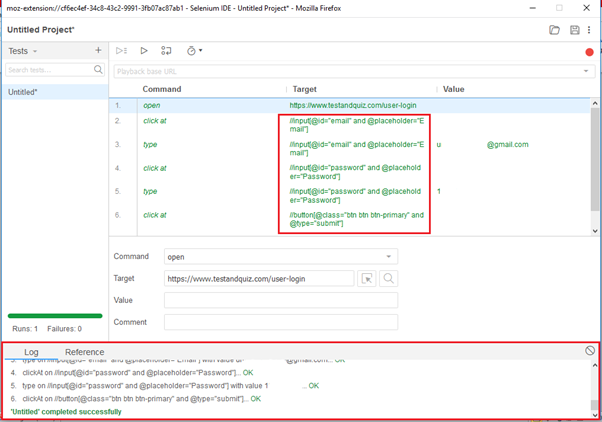 moz-extension://cf6ec4ef-34c8-43c2-9991-3fb07ac87ab1 - Selenium IDE - Untitled Project* - Mozilla Firefox
Untitled Project*
Tests
Search tests...
Untitled*
Playback base URL
Command Target Value
1. open https://www.testandquiz.com/user-login
2. click at //input[@id="email" and @placeholder="E
mail"]
3. type //input[@id="email" and @placeholder="E u @gmail.com
mail"]
4. click at //input[@id="password" and @placehold
er="Password"]
5. type //input[@id="password" and @placehold 1
er="Password"]
6. click at //button[@class="btn btn btn-primary" and
@type="submit"]
Command open
Target https://www.testandquiz.com/user-login
Value
Comment
Runs: 1 Failures: 0
Log Reference
3. type on //input[@id="email" and @placeholder="Email"] with value @gmail.com... OK
4. clickAt on //input[@id="password" and @placeholder="Password"]... OK
5. type on //input[@id="password" and @placeholder="Password"] with value 1 ... OK
6. clickAt on //button[@class="btn btn btn-primary" and @type="submit"]... OK
'Untitled' completed successfully